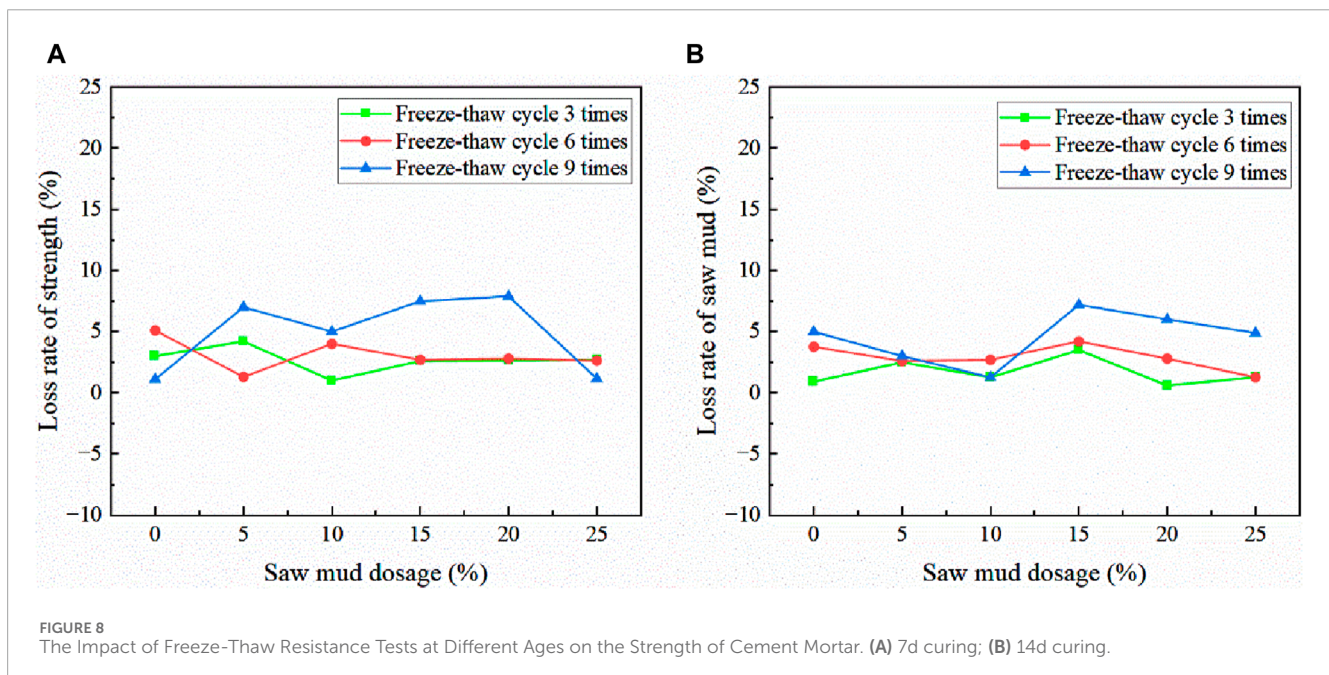 A
B
25
20
15
10
5
0
−5
−10
Loss rate of strength (%)
Freeze-thaw cycle 3 times
Freeze-thaw cycle 6 times
Freeze-thaw cycle 9 times
0 5 10 15 20 25
Saw mud dosage (%)
25
20
15
10
5
0
−5
−10
Loss rate of saw mud (%)
Freeze-thaw cycle 3 times
Freeze-thaw cycle 6 times
Freeze-thaw cycle 9 times
0 5 10 15 20 25
Saw mud dosage (%)
FIGURE 8
The Impact of Freeze-Thaw Resistance Tests at Different Ages on the Strength of Cement Mortar. (A) 7d curing; (B) 14d curing.